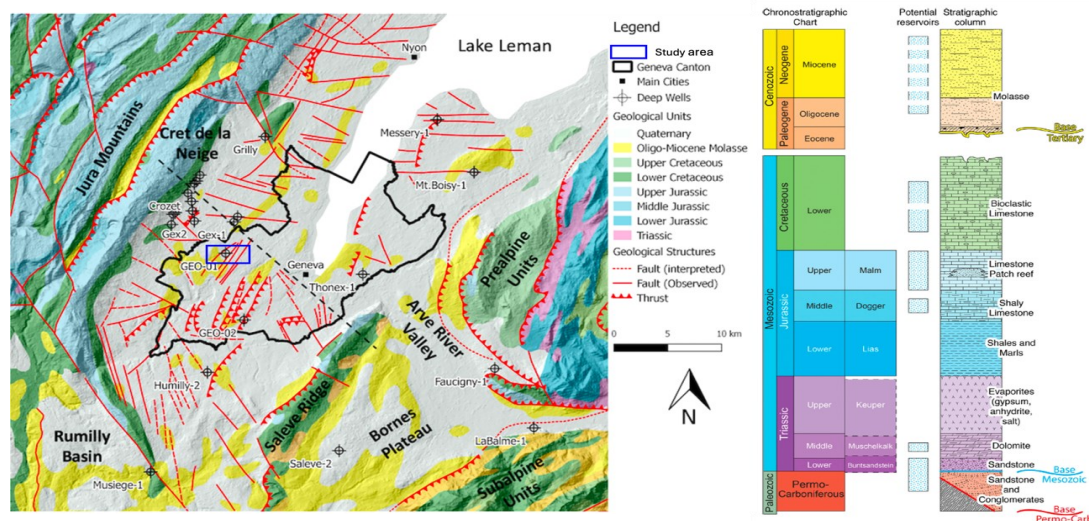 Lake Leman
Nyon
Jura Mountains
Cret de la
Neige
Grilly
Messery-1
Mt.Boisy-1
Crozet
Gex2
Gex-1
GEO-01
Geneva
Thonex-1
Prealpine
Units
GEO-02
Arve River
Valley
Humilly-2
Faucigny-1
Saleve Ridge
Bornes
Plateau
Rumilly
Basin
LaBalme-1
Saleve-2
Musiege-1
Subalpine
Units
Legend
Study area
Geneva Canton
Main Cities
Deep Wells
Geological Units
Quaternary
Oligo-Miocene Molasse
Upper Cretaceous
Lower Cretaceous
Upper Jurassic
Middle Jurassic
Lower Jurassic
Triassic
Geological Structures
Fault (interpreted)
Fault (Observed)
Thrust
0 5 10 km
N
Chronostratigraphic
Chart
Potential
reservoirs
Stratigraphic
column
Cenozoic
Neogene
Miocene
Paleogene
Oligocene
Eocene
Molasse
Base
Tertiary
Mesozoic
Cretaceous
Lower
Bioclastic
Limestone
Jurassic
Upper
Malm
Limestone
Patch reef
Middle
Dogger
Shaly
Limestone
Lower
Lias
Shales and
Marls
Triassic
Upper
Keuper
Evaporites
(gypsum,
anhydrite,
salt)
Middle
Muschelkalk
Dolomite
Lower
Buntsandstein
Sandstone
Base
Mesozoic
Paleozoic
Permo-
Carboniferous
Sandstone
and
Conglomerates
Base
Permo-Carb